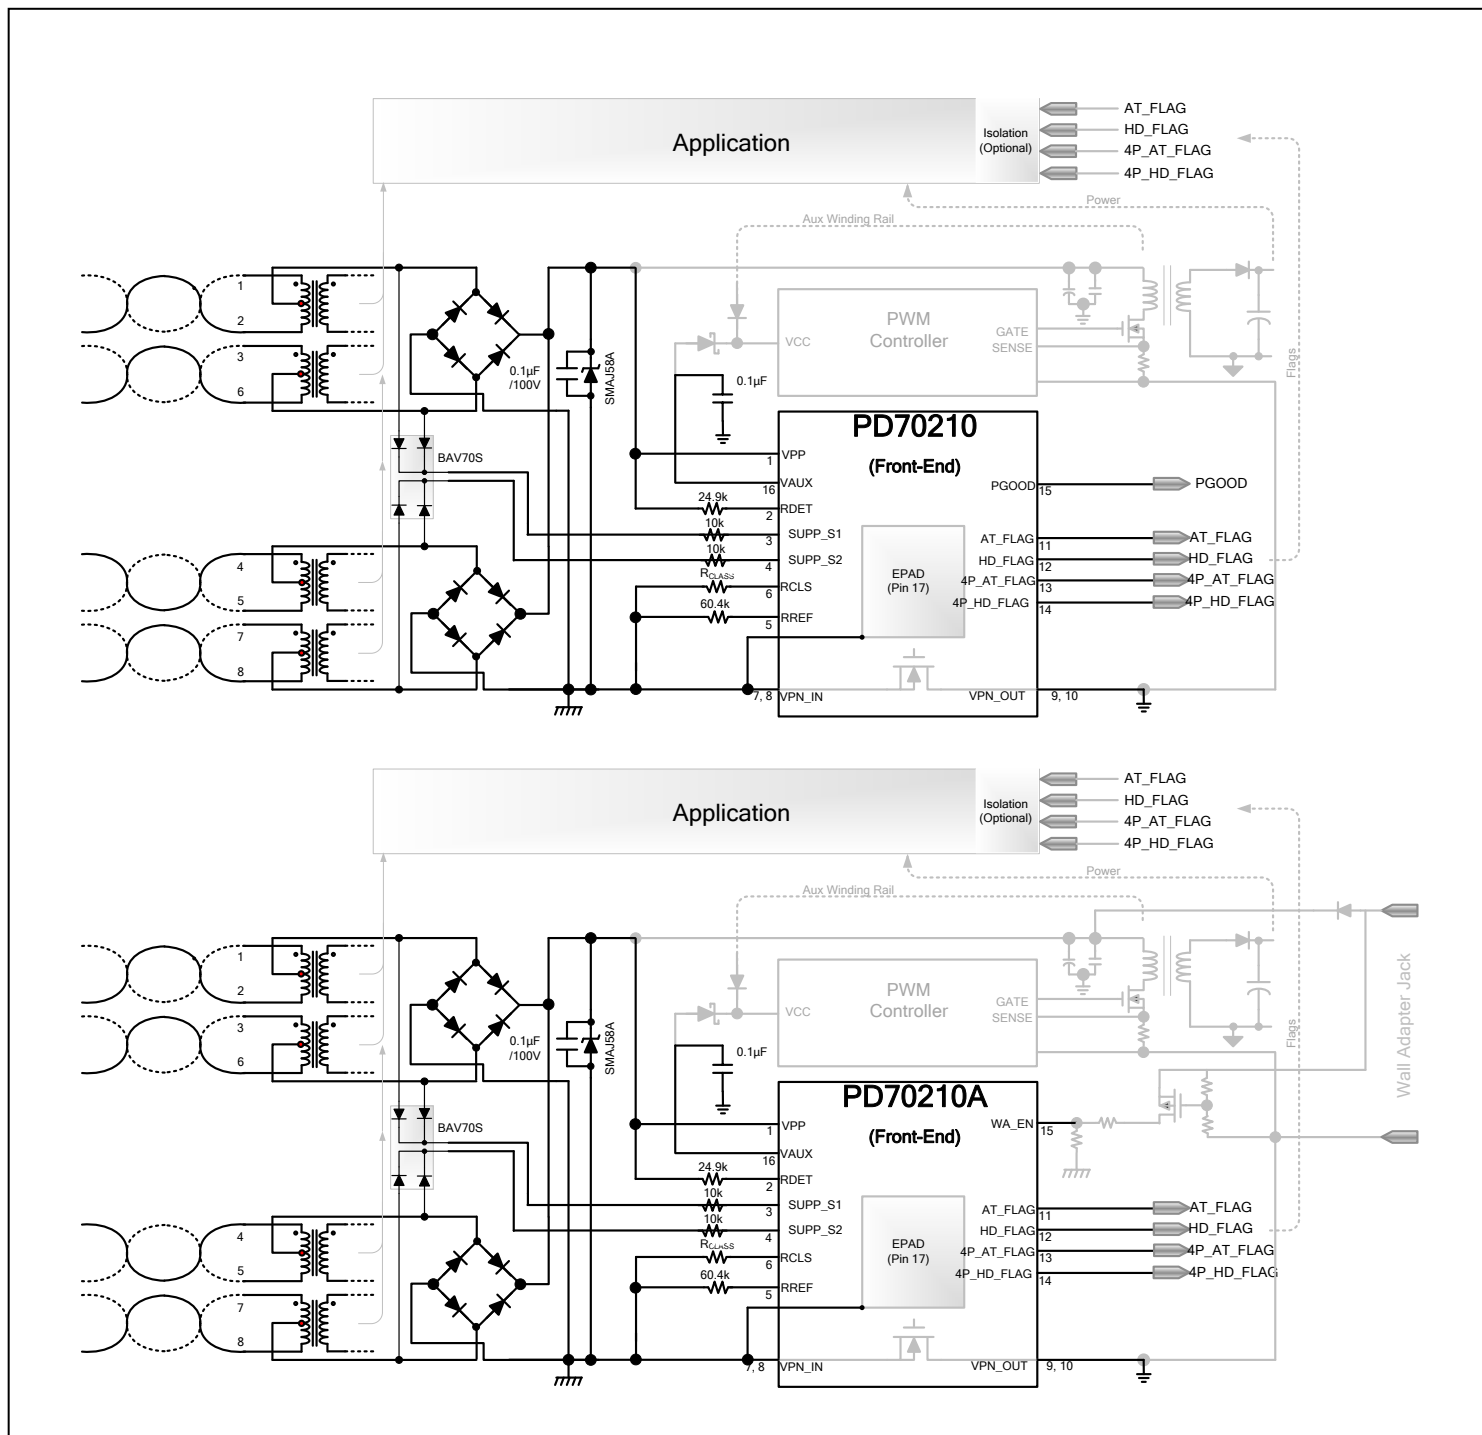 Application
Isolation
(Optional)
AT_FLAG
HD_FLAG
4P_AT_FLAG
4P_HD_FLAG
Power
Aux Winding Rail
1
2
3
6
4
5
7
8
0.1µF
/100V
SMAJ58A
BAV70S
PWM
Controller
VCC
GATE
SENSE
Flags
0.1µF
PD70210
(Front-End)
VPP
1
VAUX
16
24.9k
RDET
2
10k
SUPP_S1
3
10k
SUPP_S2
4
RCLASS
RCLS
6
60.4k
RREF
5
EPAD
(Pin 17)
PGOOD
15
PGOOD
AT_FLAG
11
AT_FLAG
HD_FLAG
12
HD_FLAG
4P_AT_FLAG
13
4P_AT_FLAG
4P_HD_FLAG
14
4P_HD_FLAG
7, 8
VPN_IN
VPN_OUT
9, 10
Application
Isolation
(Optional)
AT_FLAG
HD_FLAG
4P_AT_FLAG
4P_HD_FLAG
Power
Aux Winding Rail
1
2
3
6
4
5
7
8
0.1µF
/100V
SMAJ58A
BAV70S
PWM
Controller
VCC
GATE
SENSE
Flags
Wall Adapter Jack
0.1µF
PD70210A
(Front-End)
VPP
1
VAUX
16
24.9k
RDET
2
10k
SUPP_S1
3
10k
SUPP_S2
4
RCLASS
RCLS
6
60.4k
RREF
5
EPAD
(Pin 17)
WA_EN
15
AT_FLAG
11
AT_FLAG
HD_FLAG
12
HD_FLAG
4P_AT_FLAG
13
4P_AT_FLAG
4P_HD_FLAG
14
4P_HD_FLAG
7, 8
VPN_IN
VPN_OUT
9, 10